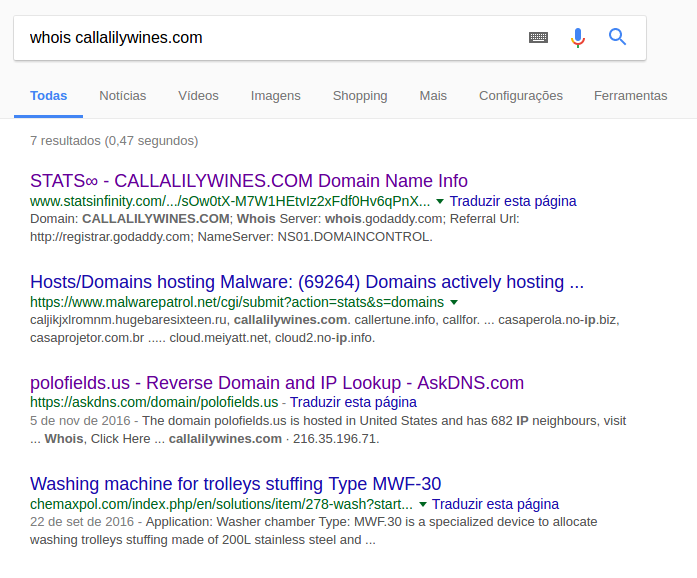 whois callalilywines.com
Todas Notícias Vídeos Imagens Shopping Mais Configurações Ferramentas
7 resultados (0,47 segundos)
STATS∞ - CALLALILYWINES.COM Domain Name Info
www.statsinfinity.com/.../sOw0tX-M7W1HEtvIz2xFdf0Hv6qPnX... Traduzir esta página
Domain: CALLALILYWINES.COM; Whois Server: whois.godaddy.com; Referral Url:
http://registrar.godaddy.com; NameServer: NS01.DOMAINCONTROL.
Hosts/Domains hosting Malware: (69264) Domains actively hosting ...
https://www.malwarepatrol.net/cgi/submit?action=stats&s=domains
caljikjxlromnm.hugebaresixteen.ru, callalilywines.com. callertune.info, callfor. ... casaperola.no-ip.biz,
casaprojetor.com.br ..... cloud.meiyatt.net, cloud2.no-ip.info.
polofields.us - Reverse Domain and IP Lookup - AskDNS.com
https://askdns.com/domain/polofields.us - Traduzir esta página
5 de nov de 2016 - The domain polofields.us is hosted in United States and has 682 IP neighbours, visit
... Whois, Click Here ... callalilywines.com · 216.35.196.71.
Washing machine for trolleys stuffing Type MWF-30
chemaxpol.com/index.php/en/solutions/item/278-wash?start... Traduzir esta página
22 de set de 2016 - Application: Washer chamber Type: MWF.30 is a specialized device to allocate
washing trolleys stuffing made of 200L stainless steel and ...